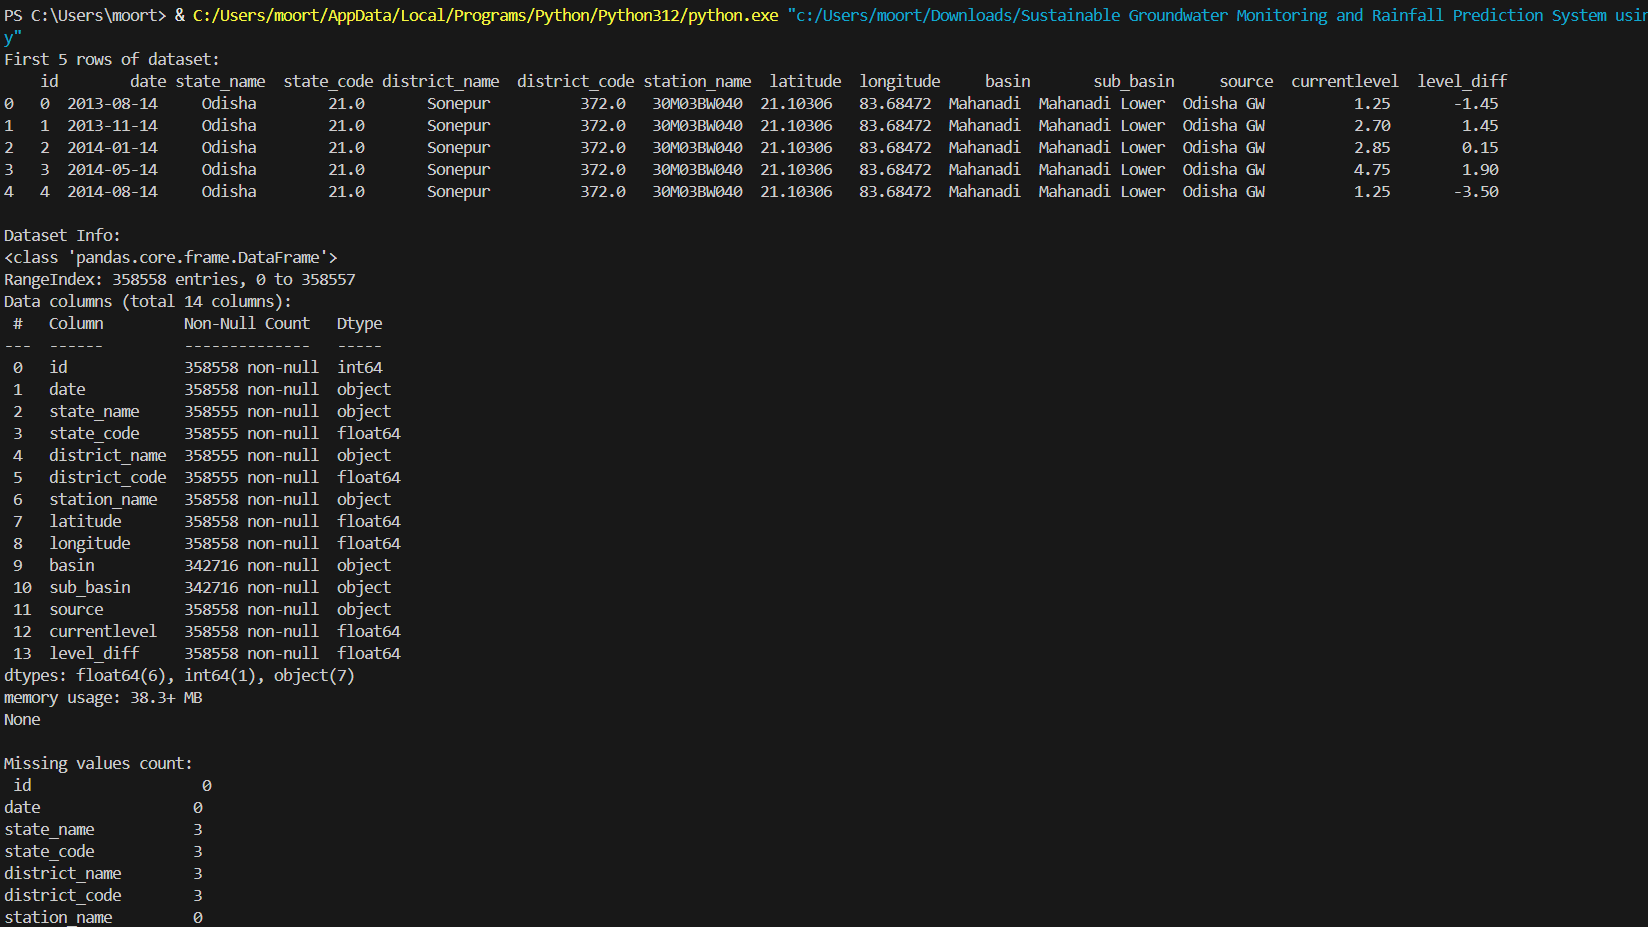 PS C:\Users\moort> & C:/Users/moort/AppData/Local/Programs/Python/Python312/python.exe "c:/Users/moort/Downloads/Sustainable Groundwater Monitoring and Rainfall Prediction System usin
y"
First 5 rows of dataset:
   id        date state_name  state_code district_name  district_code station_name  latitude  longitude     basin       sub_basin     source  currentlevel  level_diff
0   0  2013-08-14     Odisha        21.0       Sonepur          372.0   30M03BW040  21.10306   83.68472  Mahanadi  Mahanadi Lower  Odisha GW          1.25       -1.45
1   1  2013-11-14     Odisha        21.0       Sonepur          372.0   30M03BW040  21.10306   83.68472  Mahanadi  Mahanadi Lower  Odisha GW          2.70        1.45
2   2  2014-01-14     Odisha        21.0       Sonepur          372.0   30M03BW040  21.10306   83.68472  Mahanadi  Mahanadi Lower  Odisha GW          2.85        0.15
3   3  2014-05-14     Odisha        21.0       Sonepur          372.0   30M03BW040  21.10306   83.68472  Mahanadi  Mahanadi Lower  Odisha GW          4.75        1.90
4   4  2014-08-14     Odisha        21.0       Sonepur          372.0   30M03BW040  21.10306   83.68472  Mahanadi  Mahanadi Lower  Odisha GW          1.25       -3.50
Dataset Info:
<class 'pandas.core.frame.DataFrame'>
RangeIndex: 358558 entries, 0 to 358557
Data columns (total 14 columns):
 #   Column         Non-Null Count   Dtype
---  ------         --------------   -----
 0   id             358558 non-null  int64
 1   date           358558 non-null  object
 2   state_name     358555 non-null  object
 3   state_code     358555 non-null  float64
 4   district_name  358555 non-null  object
 5   district_code  358555 non-null  float64
 6   station_name   358558 non-null  object
 7   latitude       358558 non-null  float64
 8   longitude      358558 non-null  float64
 9   basin          342716 non-null  object
 10  sub_basin      342716 non-null  object
 11  source         358558 non-null  object
 12  currentlevel   358558 non-null  float64
 13  level_diff     358558 non-null  float64
dtypes: float64(6), int64(1), object(7)
memory usage: 38.3+ MB
None
Missing values count:
 id                   0
date                 0
state_name           3
state_code           3
district_name        3
district_code        3
station_name         0